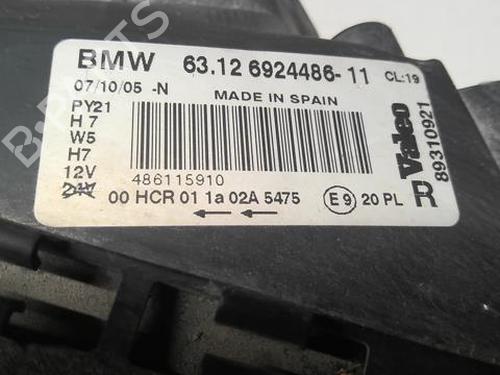 BMW 63.12 6924486-11 CL:19
07/10/05 -N MADE IN SPAIN
PY21
H 7
W5
H7
12V
486115910
00 HCR 01 1a 02A 5475 E 9 20 PL
Valeo
R
89310921